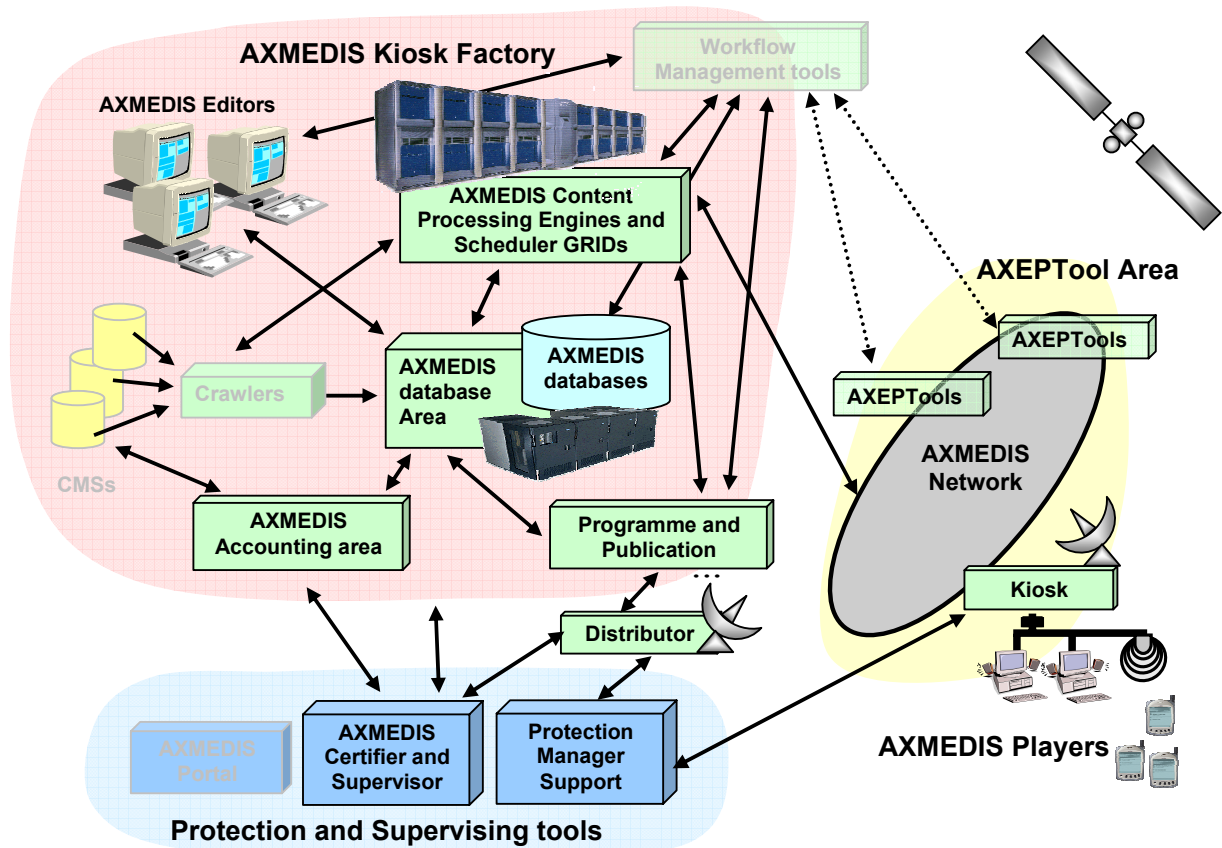 AXMEDIS Kiosk Factory
Workflow
Management tools
AXMEDIS Editors
AXMEDIS Content
Processing Engines and
Scheduler GRIDs
AXEPTool Area
AXEPTools
AXEPTools
AXMEDIS
database
Area
AXMEDIS
databases
Crawlers
CMSs
AXMEDIS
Network
AXMEDIS
Accounting area
Programme and
Publication
...
Kiosk
Distributor
AXMEDIS
Portal
AXMEDIS
Certifier and
Supervisor
Protection
Manager
Support
AXMEDIS Players
Protection and Supervising tools